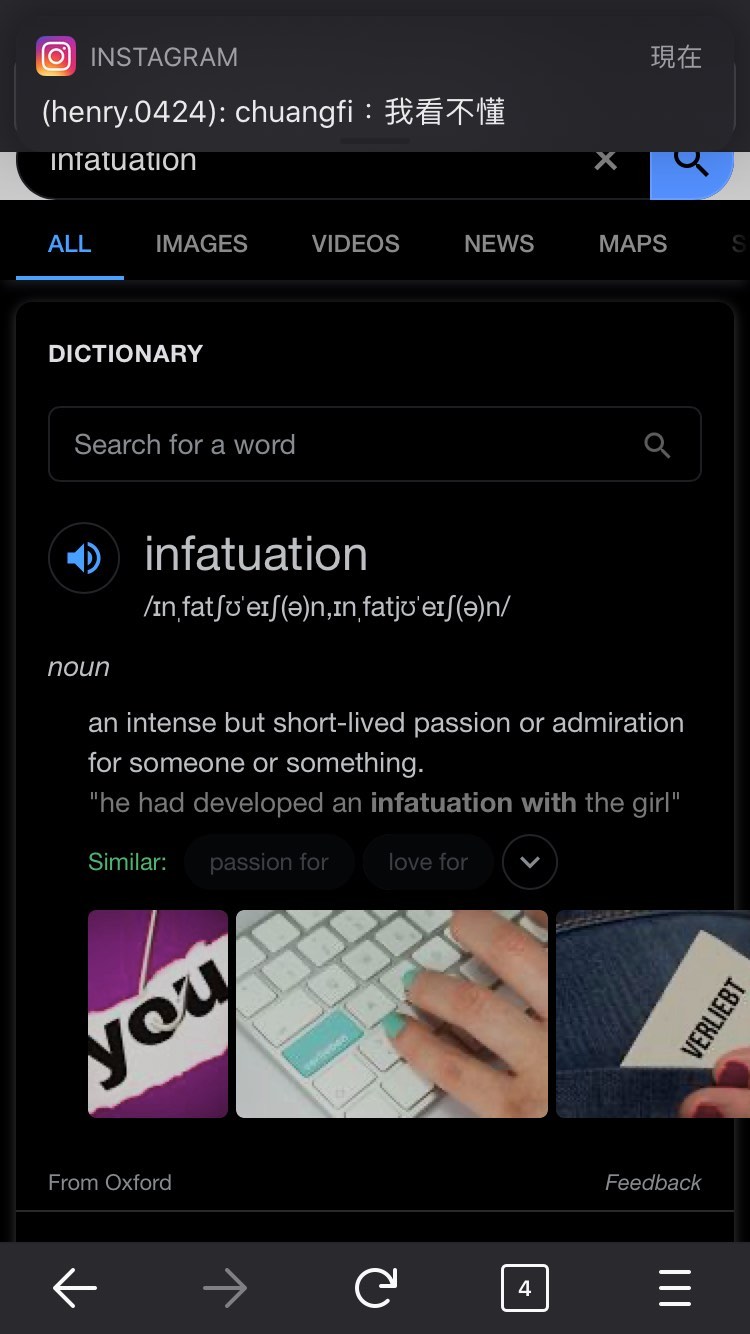 INSTAGRAM 現在
(henry.0424): chuangfi：我看不懂
infatuation
ALL IMAGES VIDEOS NEWS MAPS S
DICTIONARY
Search for a word
infatuation
/ɪnˌfatʃʊˈeɪʃ(ə)n,ɪnˌfatjʊˈeɪʃ(ə)n/
noun
an intense but short-lived passion or admiration
for someone or something.
"he had developed an infatuation with the girl"
Similar: passion for love for
you
verlieben
VERLIEBT
From Oxford Feedback
4